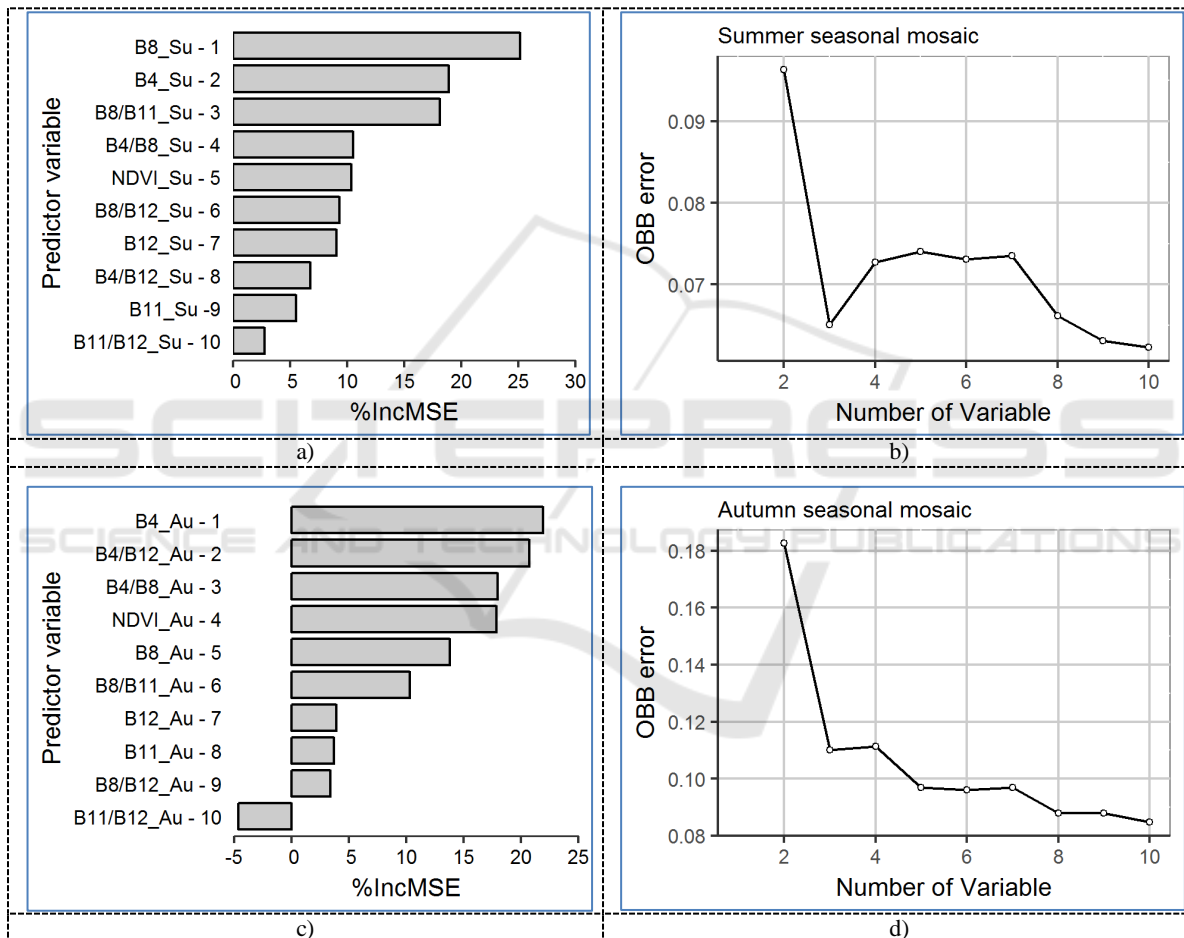 Predictor variable
B8_Su - 1
B4_Su - 2
B8/B11_Su - 3
B4/B8_Su - 4
NDVI_Su - 5
B8/B12_Su - 6
B12_Su - 7
B4/B12_Su - 8
B11_Su -9
B11/B12_Su - 10
0 5 10 15 20 25 30
%IncMSE
a)
Summer seasonal mosaic
OBB error
0.09
0.08
0.07
2 4 6 8 10
Number of Variable
b)
SCITEPRESS
SCIENCE AND TECHNOLOGY PUBLICATIONS
Predictor variable
B4_Au - 1
B4/B12_Au - 2
B4/B8_Au - 3
NDVI_Au - 4
B8_Au - 5
B8/B11_Au - 6
B12_Au - 7
B11_Au - 8
B8/B12_Au - 9
B11/B12_Au - 10
-5 0 5 10 15 20 25
%IncMSE
c)
Autumn seasonal mosaic
OBB error
0.18
0.16
0.14
0.12
0.10
0.08
2 4 6 8 10
Number of Variable
d)